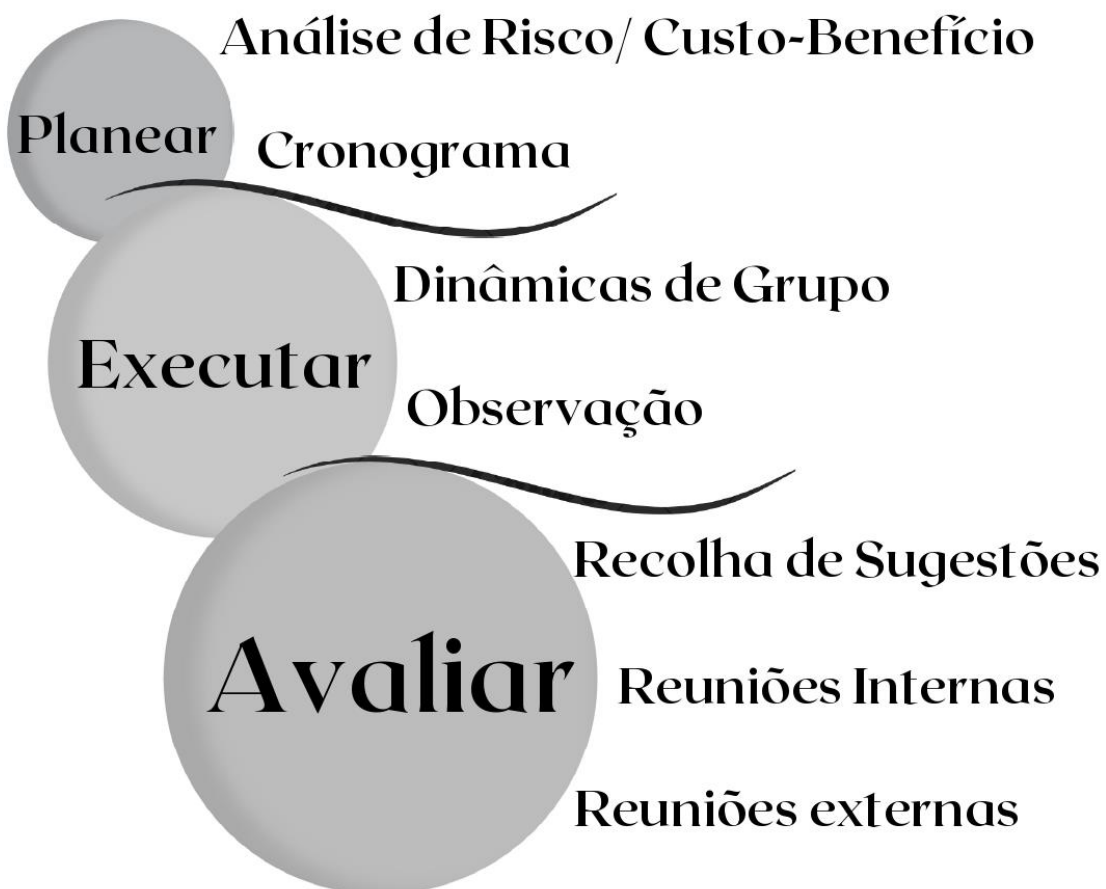 Análise de Risco/ Custo-Benefício
Planear
Cronograma
Dinâmicas de Grupo
Executar
Observação
Recolha de Sugestões
Avaliar
Reuniões Internas
Reuniões externas